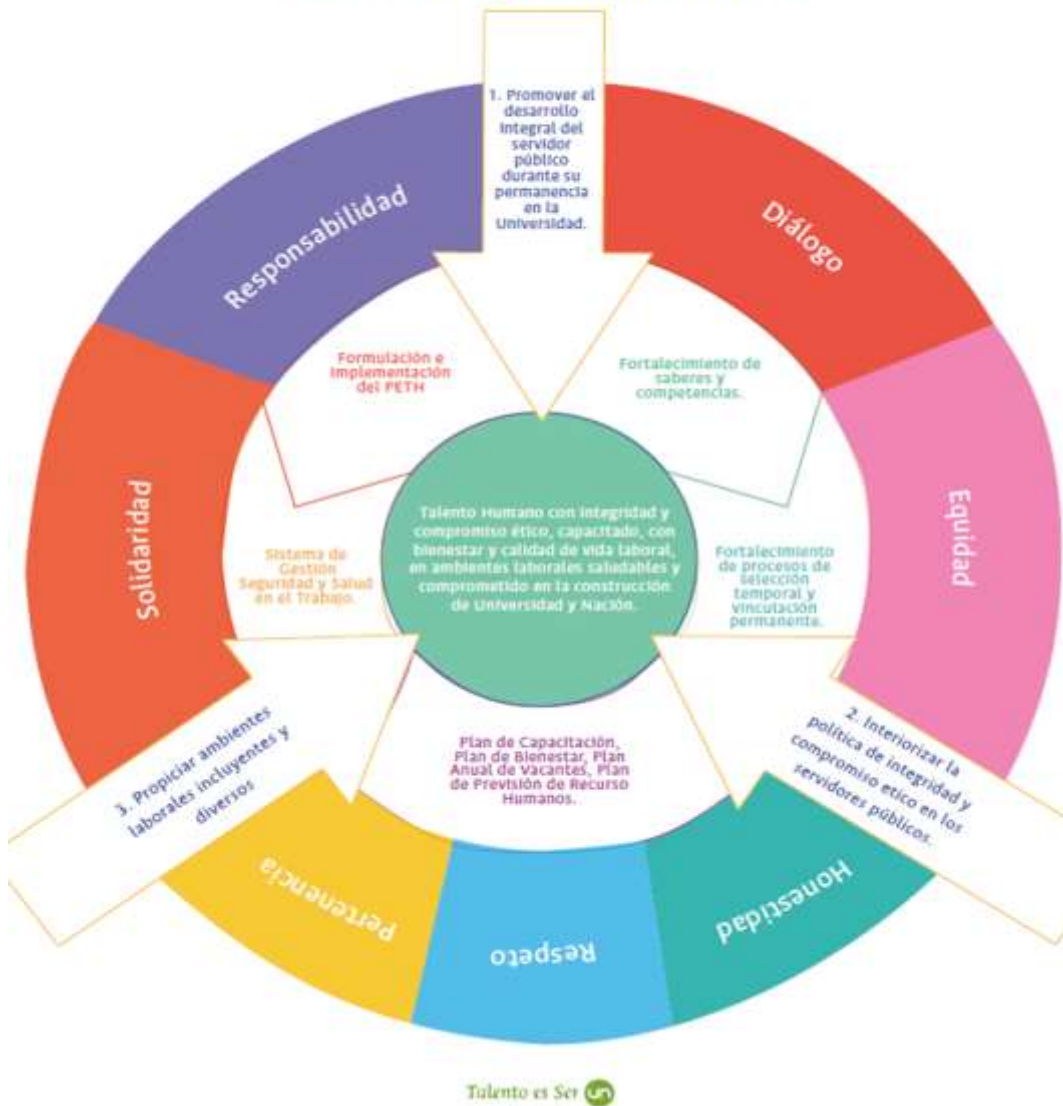 1. Promover el
desarrollo
integral del
servidor
público
durante su
permanencia
en la
Universidad.
Responsabilidad
Diálogo
Formulación e
implementación
del PETH
Fortalecimiento de
saberes y
competencias.
Solidaridad
Equidad
Talento Humano con integridad y
compromiso ético, capacitado, con
bienestar y calidad de vida laboral,
en ambientes laborales saludables y
comprometido en la construcción
de Universidad y Nación.
Sistema de
Gestión
Seguridad y Salud
en el Trabajo.
Fortalecimiento
de procesos de
selección
temporal y
vinculación
permanente.
3. Propiciar ambientes
laborales incluyentes y
diversos
Plan de Capacitación,
Plan de Bienestar, Plan
Anual de Vacantes, Plan
de Previsión de Recurso
Humanos.
2. Interiorizar la
política de integridad y
compromiso etico en los
servidores públicos.
Pertenencia
Respeto
Honestidad
Talento es Ser